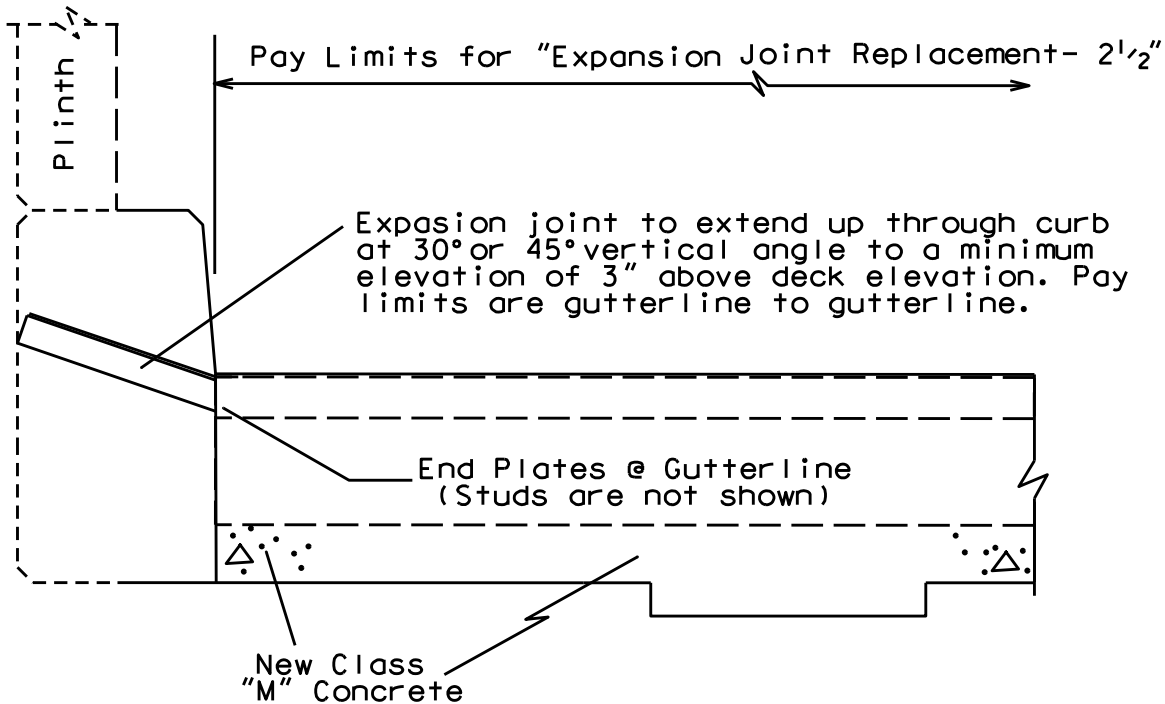 Pay Limits for "Expansion Joint Replacement- 2 1/2"
Plinth
Expasion joint to extend up through curb
at 30° or 45° vertical angle to a minimum
elevation of 3" above deck elevation. Pay
limits are gutterline to gutterline.
End Plates @ Gutterline
(Studs are not shown)
New Class
"M" Concrete